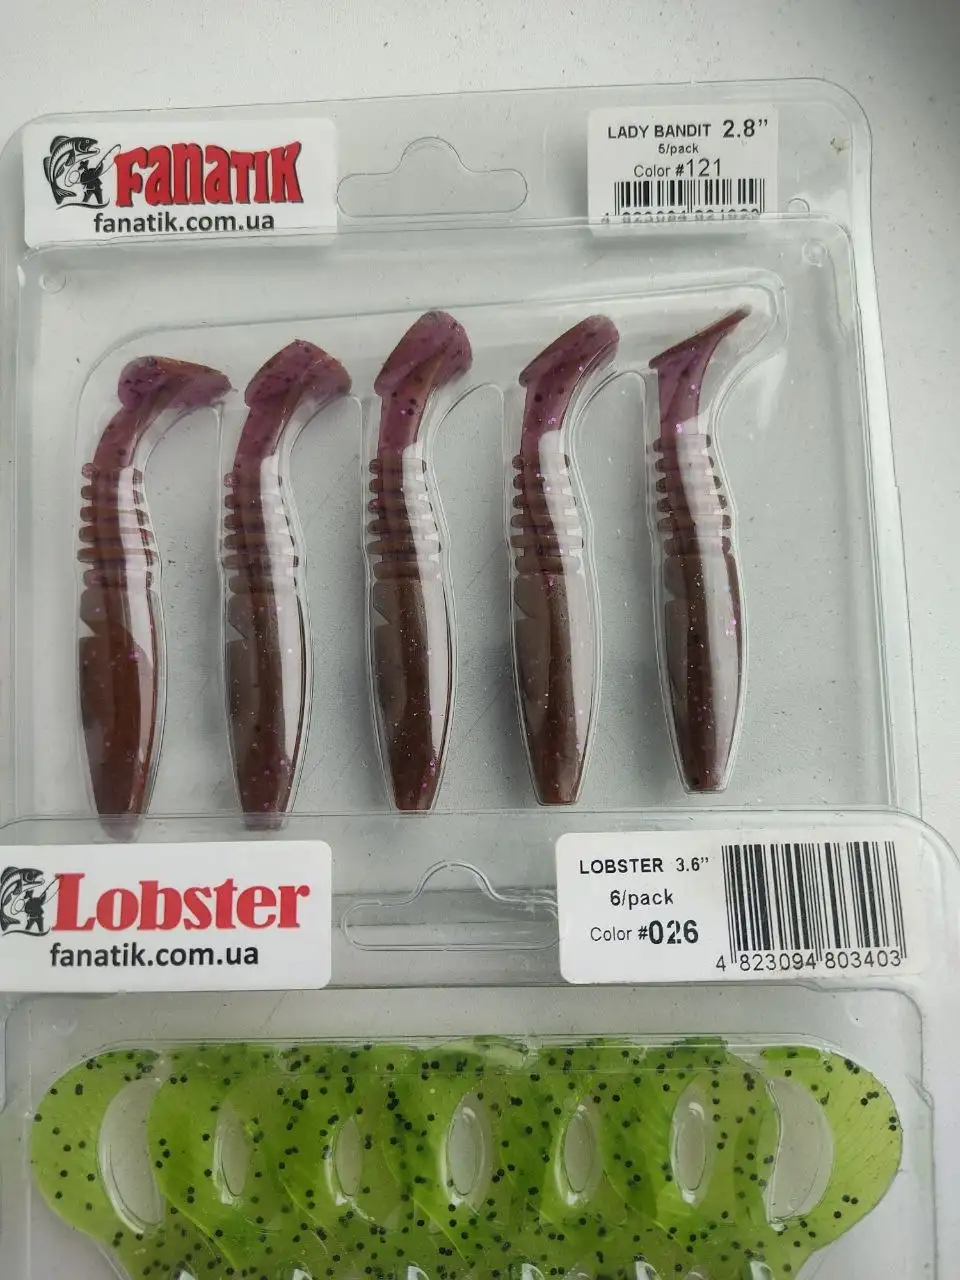 FANATIK
fanatik.com.ua
LADY BANDIT 2.8”
5/pack
Color #121
Lobster
fanatik.com.ua
LOBSTER 3.6”
6/pack
Color #026
4 823094 803403